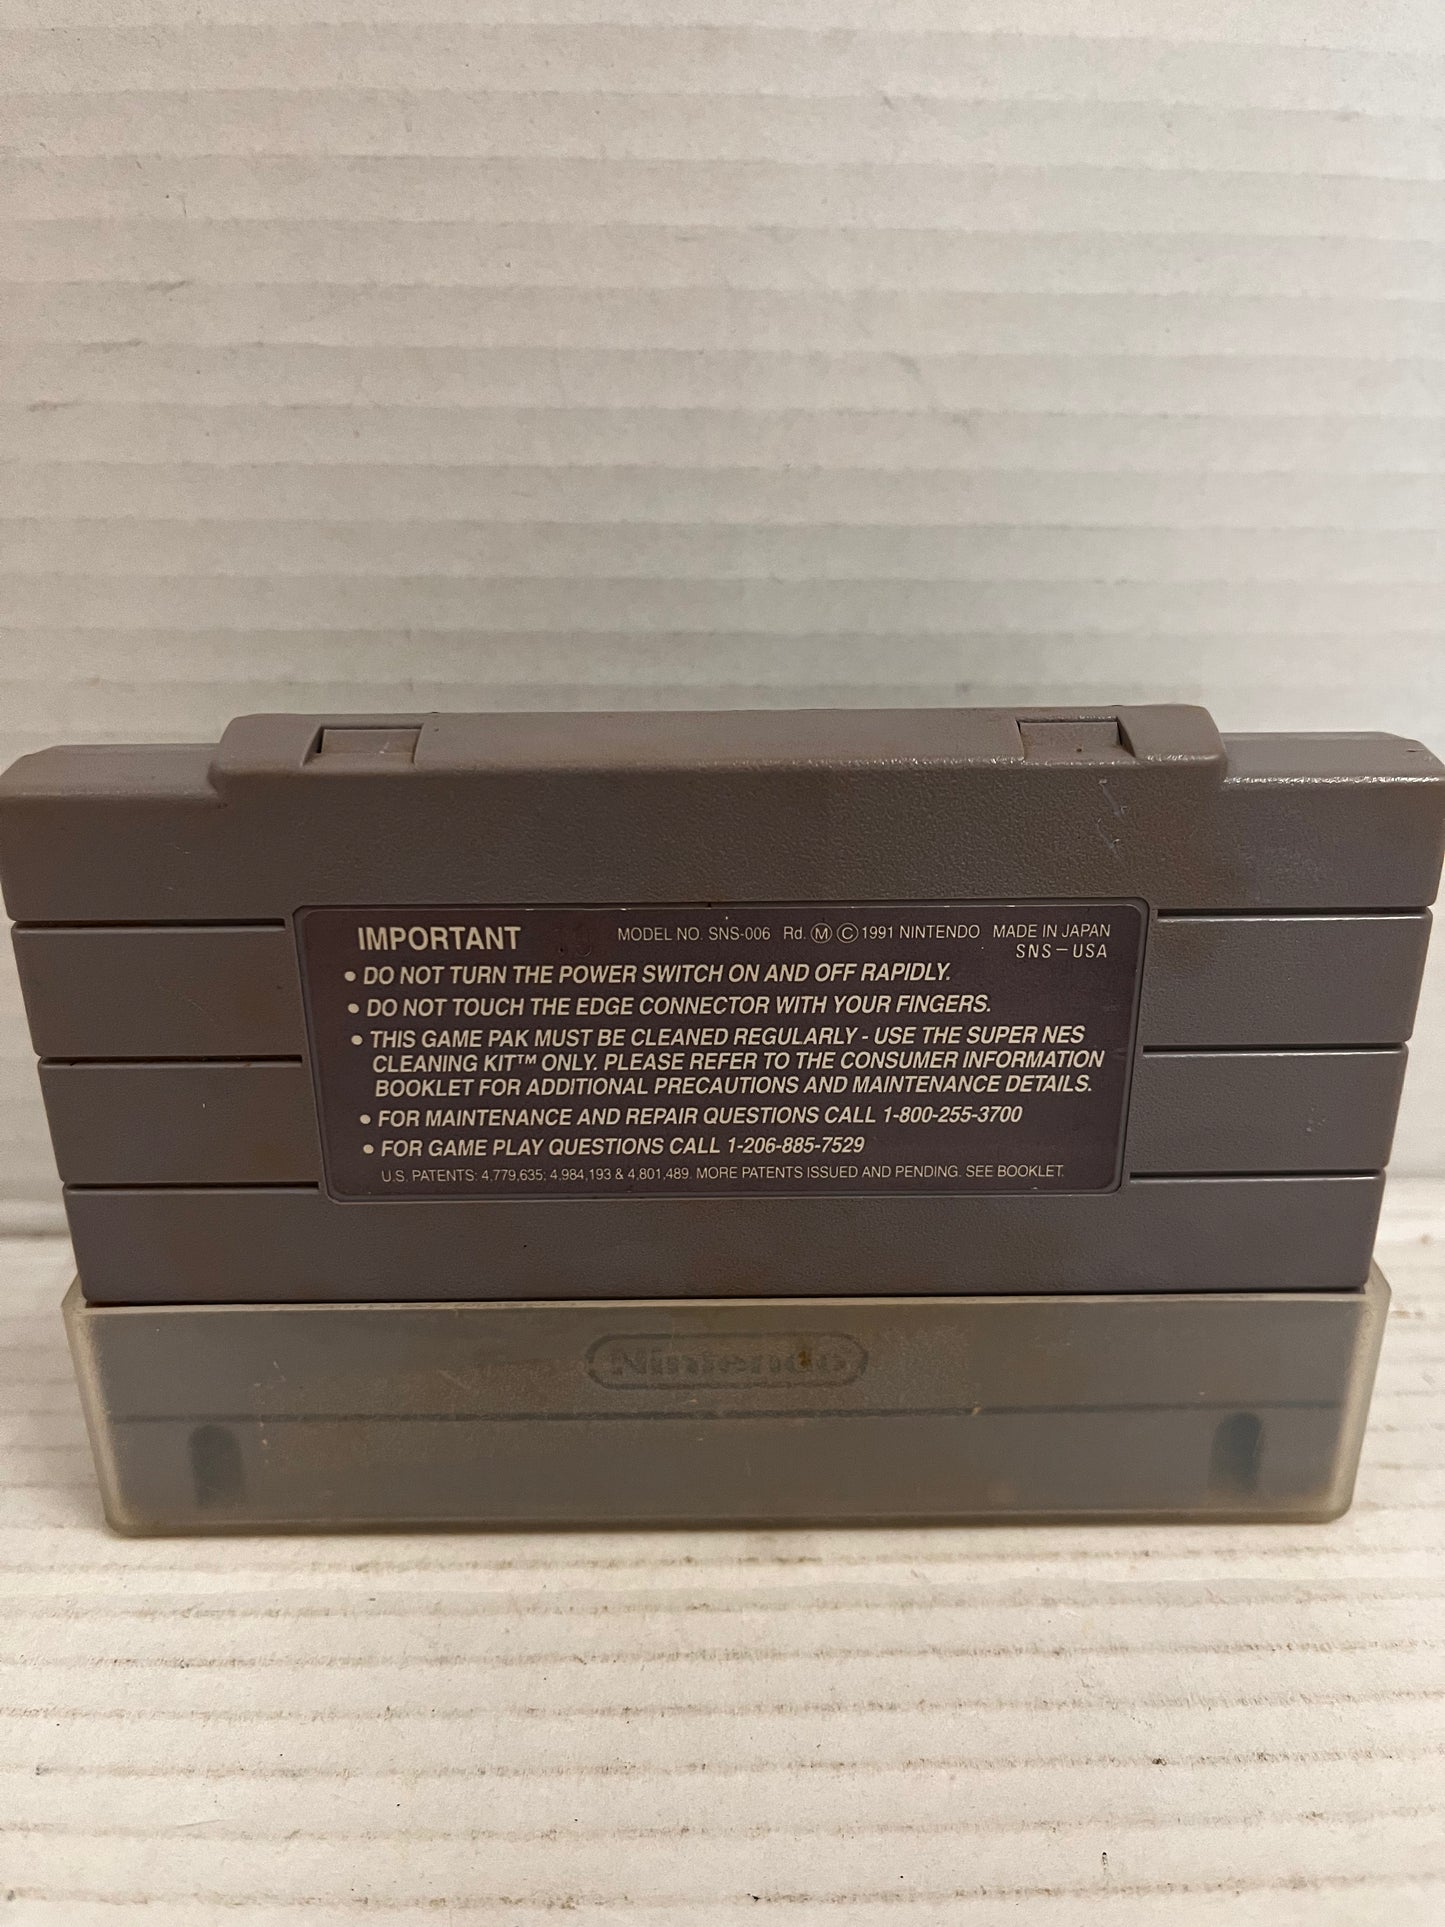 IMPORTANT MODEL NO. SNS-006 Rd. Ⓜ © 1991 NINTENDO MADE IN JAPAN
SNS-USA
• DO NOT TURN THE POWER SWITCH ON AND OFF RAPIDLY.
• DO NOT TOUCH THE EDGE CONNECTOR WITH YOUR FINGERS.
• THIS GAME PAK MUST BE CLEANED REGULARLY - USE THE SUPER NES
CLEANING KIT™ ONLY. PLEASE REFER TO THE CONSUMER INFORMATION
BOOKLET FOR ADDITIONAL PRECAUTIONS AND MAINTENANCE DETAILS.
• FOR MAINTENANCE AND REPAIR QUESTIONS CALL 1-800-255-3700
• FOR GAME PLAY QUESTIONS CALL 1-206-885-7529
U.S. PATENTS: 4,779,635; 4,984,193 & 4,801,489. MORE PATENTS ISSUED AND PENDING. SEE BOOKLET.
Nintendo